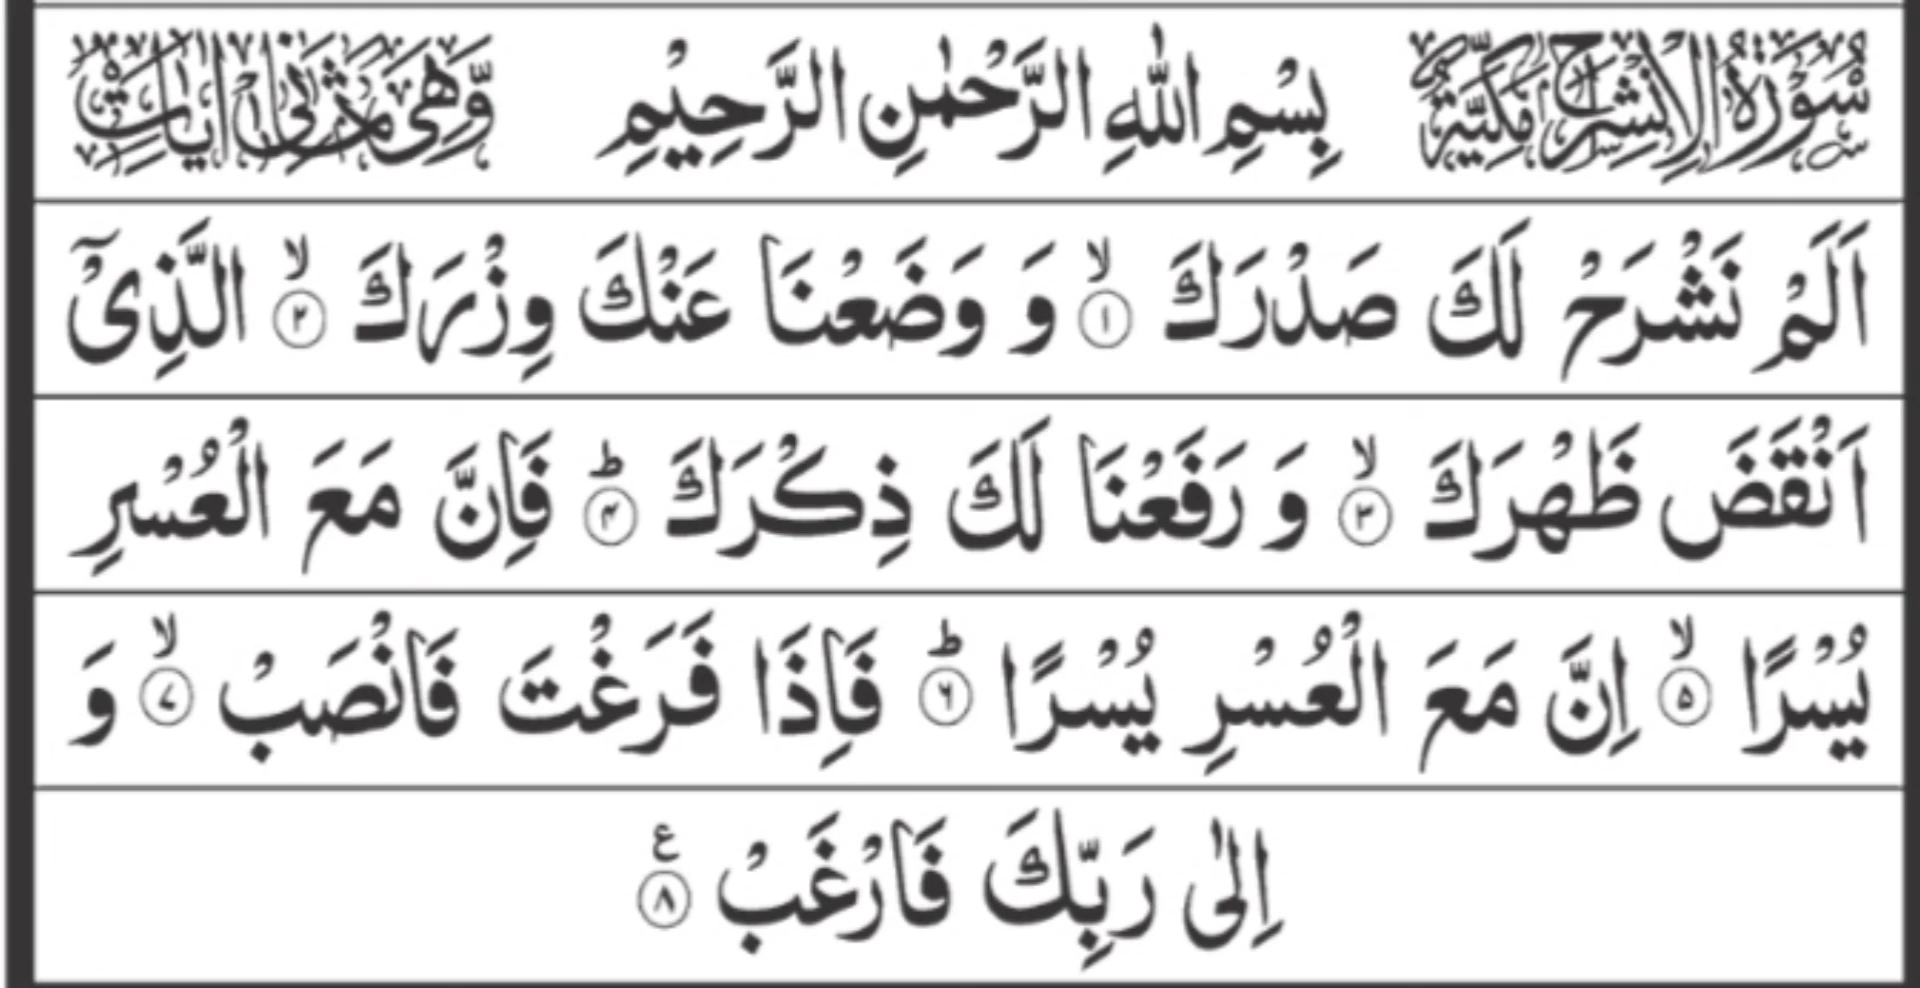 سُوْرَةُ الْاِنْشِرَاحِ مَكِّيَّةٌ بِسْمِ اللّٰهِ الرَّحْمٰنِ الرَّحِيْمِ وَّهِىَ ثَمَانِىْ اٰيَاتٍ
اَلَمْ نَشْرَحْ لَكَ صَدْرَكَ ۙ﴿۱﴾ وَ وَضَعْنَا عَنْكَ وِزْرَكَ ۙ﴿۲﴾ الَّذِىْۤ
اَنْقَضَ ظَهْرَكَ ۙ﴿۳﴾ وَ رَفَعْنَا لَكَ ذِكْرَكَ ؕ﴿۴﴾ فَاِنَّ مَعَ الْعُسْرِ
يُسْرًا ۙ﴿۵﴾ اِنَّ مَعَ الْعُسْرِ يُسْرًا ؕ﴿۶﴾ فَاِذَا فَرَغْتَ فَانْصَبْ ۙ﴿۷﴾ وَ
اِلٰى رَبِّكَ فَارْغَبْ ﴿۸﴾ ع